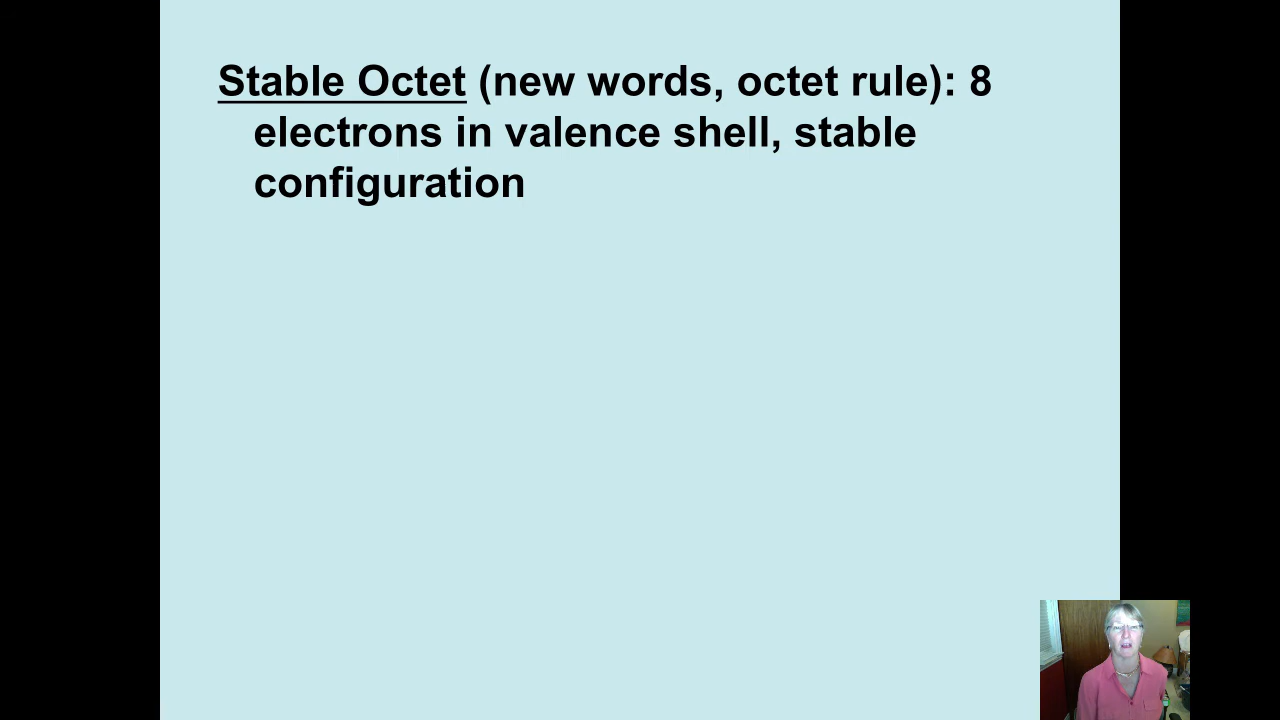 Stable Octet (new words, octet rule): 8
electrons in valence shell, stable
configuration